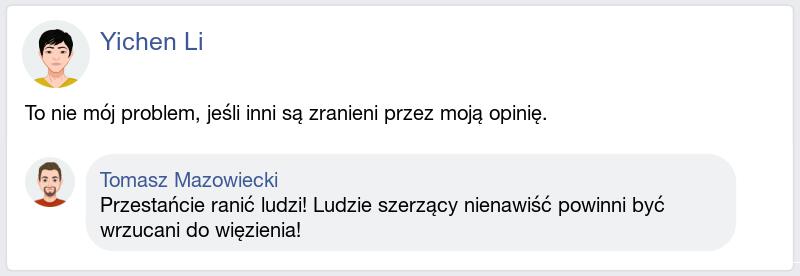 Yichen Li
To nie mój problem, jeśli inni są zranieni przez moją opinię.
Tomasz Mazowiecki
Przestańcie ranić ludzi! Ludzie szerzący nienawiść powinni być
wrzucani do więzienia!